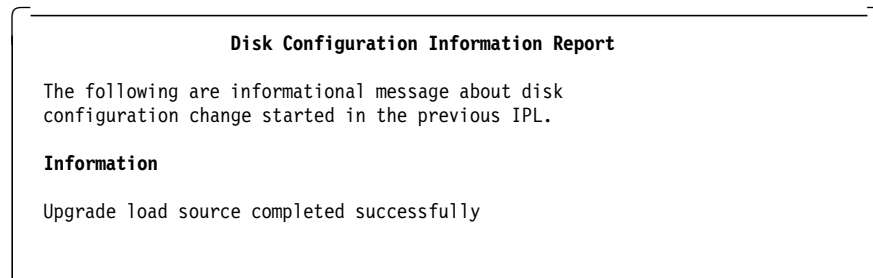 Disk Configuration Information Report
The following are informational message about disk
configuration change started in the previous IPL.
Information
Upgrade load source completed successfully